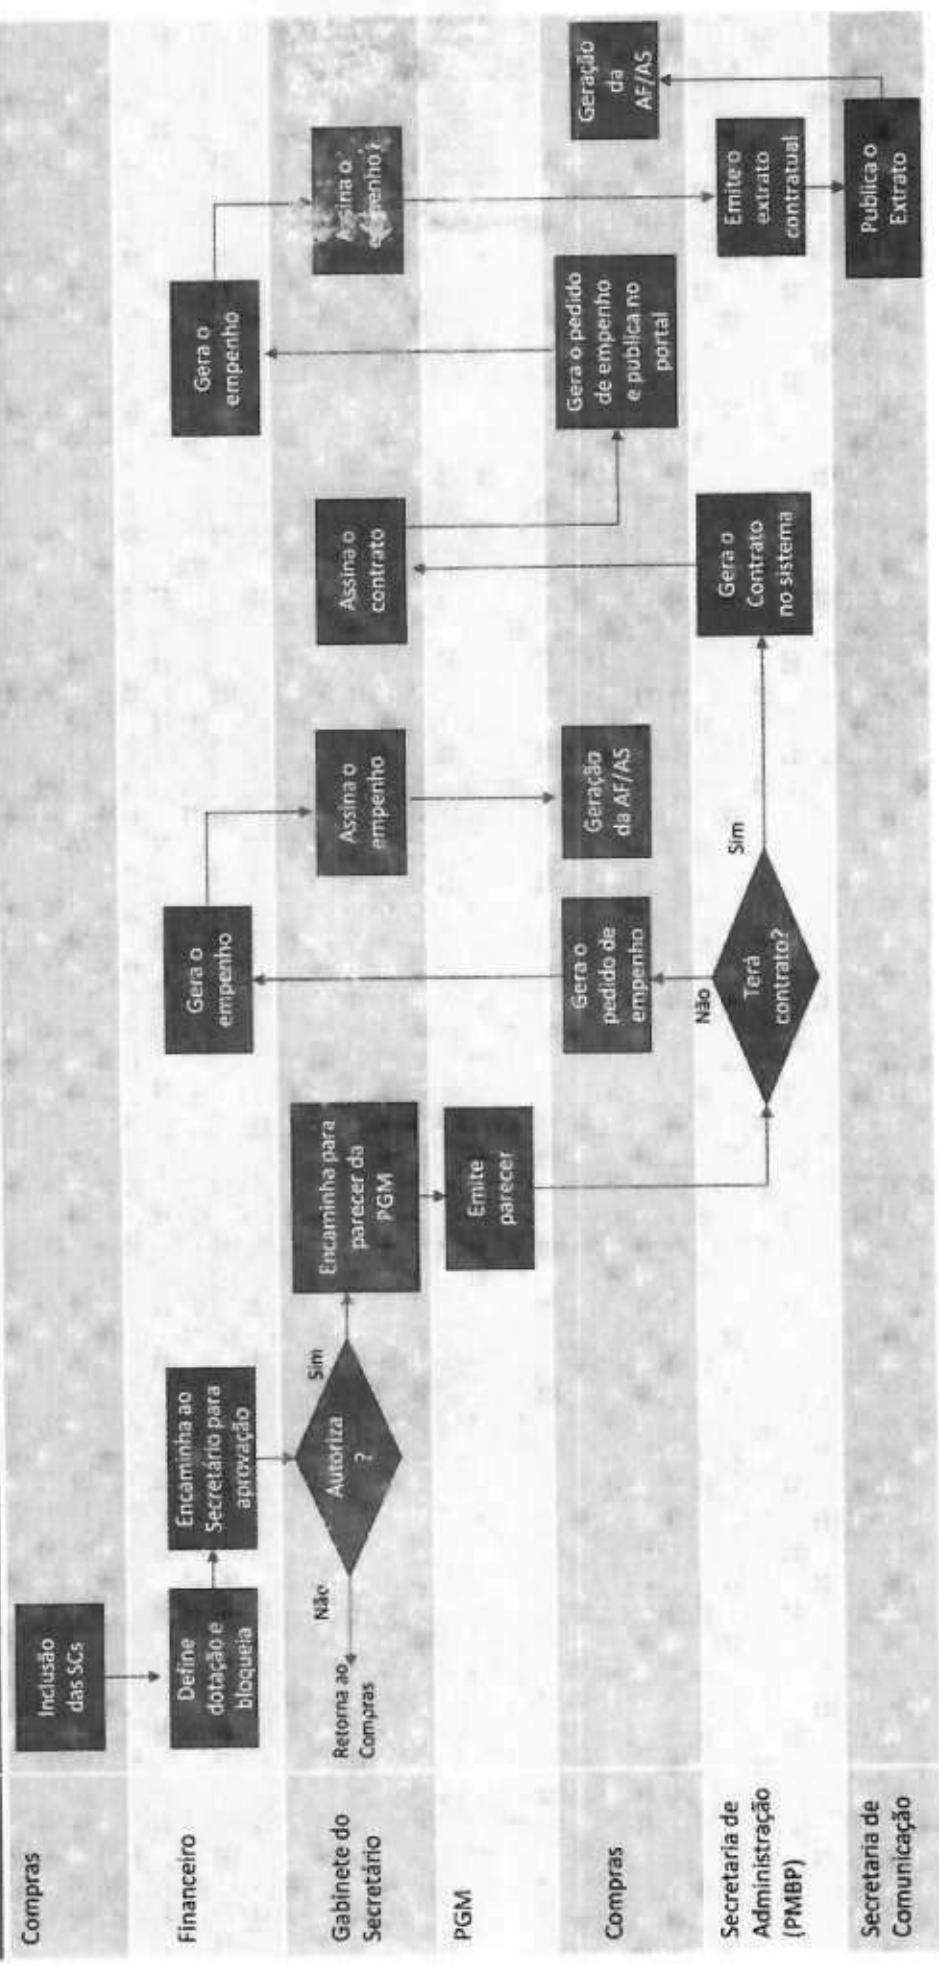 Compras
Inclusão
das SCs
Financeiro
Define
dotação e
bloqueia
Encaminha ao
Secretário para
aprovação
Gera o
empenho
Gera o
empenho
Gabinete do
Secretário
Retorna ao
Compras
Não
Autoriza
?
Sim
Encaminha para
parecer da
PGM
Assina o
empenho
Assina o
contrato
Assina o
PGM
Emite
parecer
Compras
Gera o
pedido de
empenho
Geração
da AF/AS
Gera o pedido
de empenho
e publica no
portal
Geração
da
AF/AS
Secretaria de
Administração
(PMBP)
Não
Terá
contrato?
Sim
Gera o
Contrato
no sistema
Emite o
extrato
contratual
Secretaria de
Comunicação
Publica o
Extrato